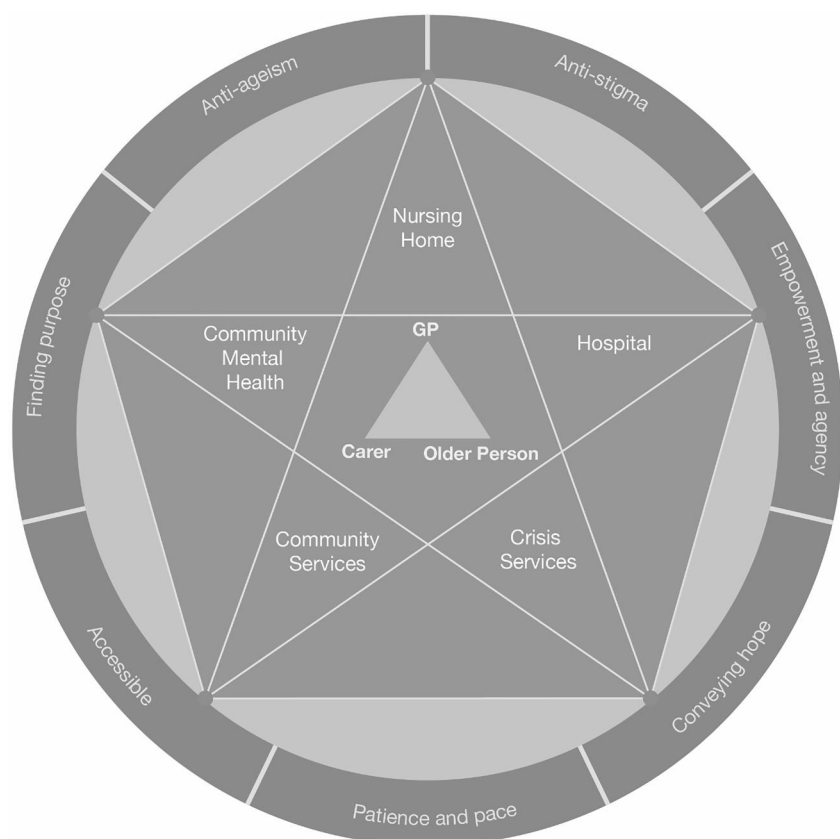 Anti-ageism
Anti-stigma
Nursing
Home
Finding purpose
Empowerment and agency
Community
Mental
Health
GP
Hospital
Carer
Older Person
Community
Services
Crisis
Services
Accessible
Conveying hope
Patience and pace